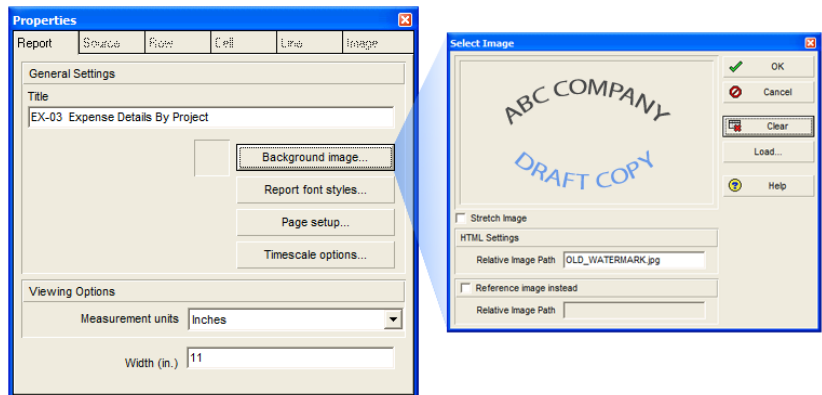 Properties
Report Source Row Cell Line Image
General Settings
Title
EX-03 Expense Details By Project
Background image...
Report font styles...
Page setup...
Timescale options...
Viewing Options
Measurement units Inches
Width (in.) 11
Select Image
ABC COMPANY
DRAFT COPY
OK
Cancel
Clear
Load...
Help
Stretch Image
HTML Settings
Relative Image Path OLD_WATERMARK.jpg
Reference image instead
Relative Image Path